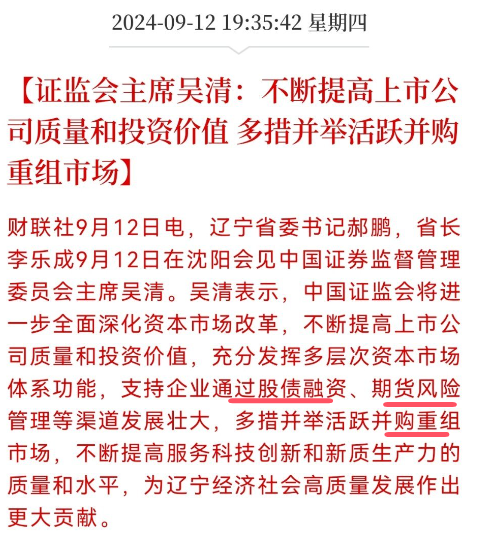 2024-09-12 19:35:42 星期四
【证监会主席吴清：不断提高上市公
司质量和投资价值 多措并举活跃并购
重组市场】
财联社9月12日电，辽宁省委书记郝鹏，省长
李乐成9月12日在沈阳会见中国证券监督管理
委员会主席吴清。吴清表示，中国证监会将进
一步全面深化资本市场改革，不断提高上市公
司质量和投资价值，充分发挥多层次资本市场
体系功能，支持企业通过股债融资、期货风险
管理等渠道发展壮大，多措并举活跃并购重组
市场，不断提高服务科技创新和新质生产力的
质量和水平，为辽宁经济社会高质量发展作出
更大贡献。